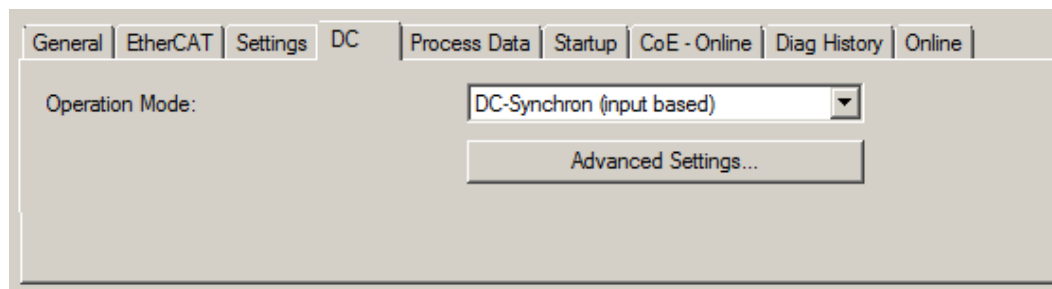 General EtherCAT Settings DC Process Data Startup CoE - Online Diag History Online
Operation Mode: DC-Synchron (input based)
Advanced Settings...